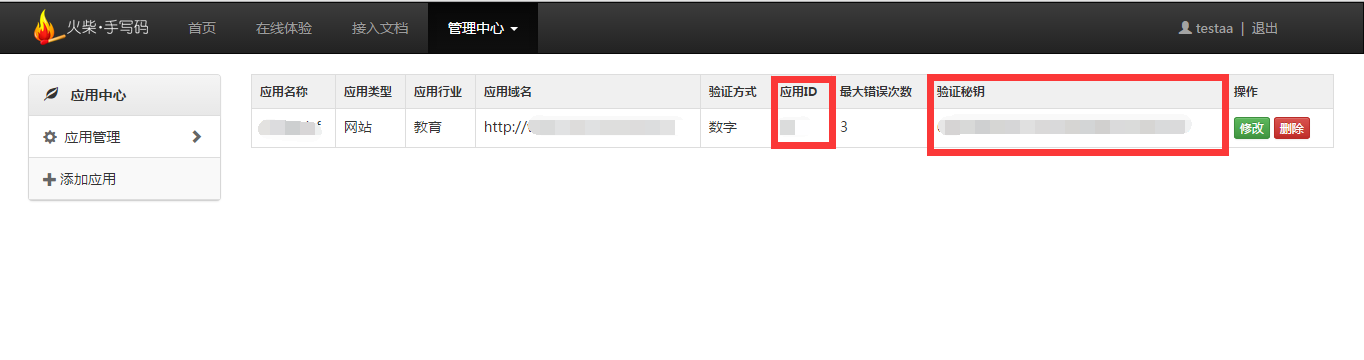 火柴·手写码 首页 在线体验 接入文档 管理中心 testaa | 退出
应用中心
应用管理
添加应用
应用名称 应用类型 应用行业 应用域名 验证方式 应用ID 最大错误次数 验证秘钥 操作
网站 教育 http:// 数字 3 修改 删除